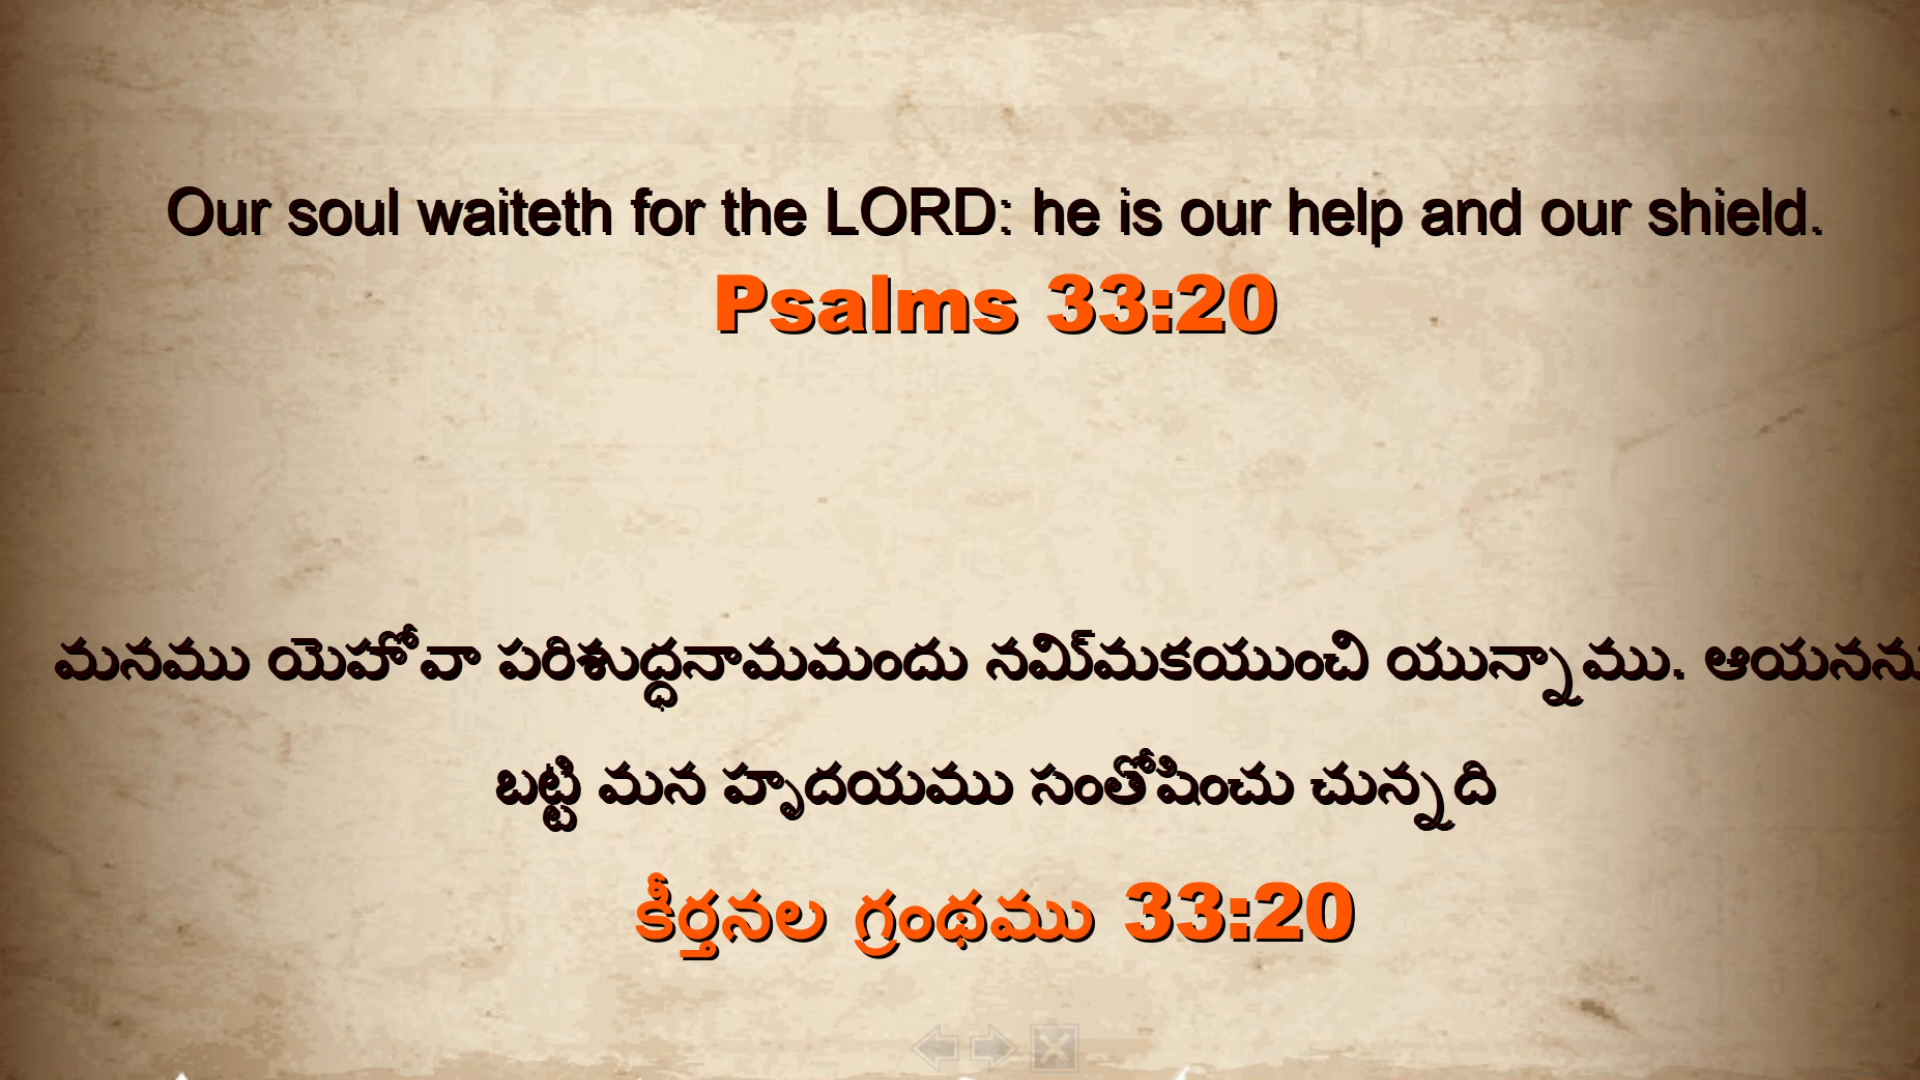 Our soul waiteth for the LORD: he is our help and our shield.
Psalms 33:20
మనము యెహోవా పరిశుద్ధనామమందు నమి్మకయుంచి యున్నాము. ఆయనను
బట్టి మన హృదయము సంతోషించు చున్నది
కీర్తనల గ్రంథము 33:20